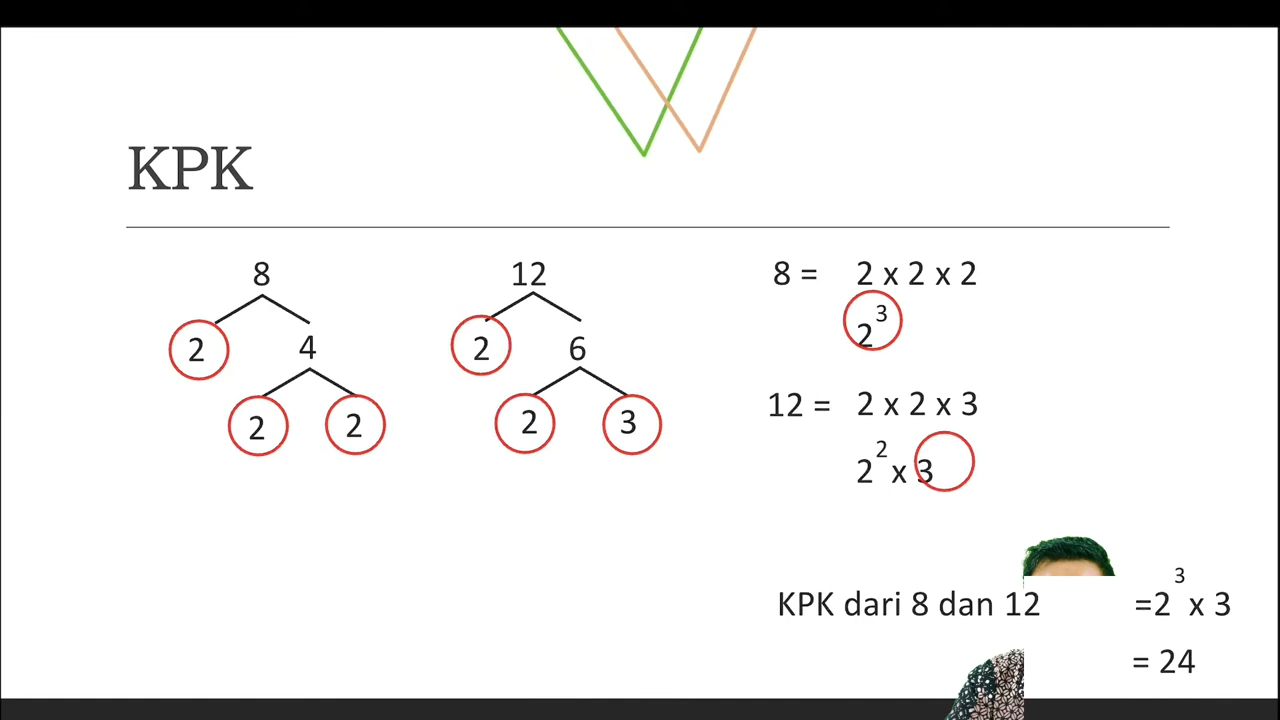 KPK
8
2 4
2 2
12
2 6
2 3
8 = 2 x 2 x 2
2³
12 = 2 x 2 x 3
2² x 3
KPK dari 8 dan 12 =2³ x 3
= 24